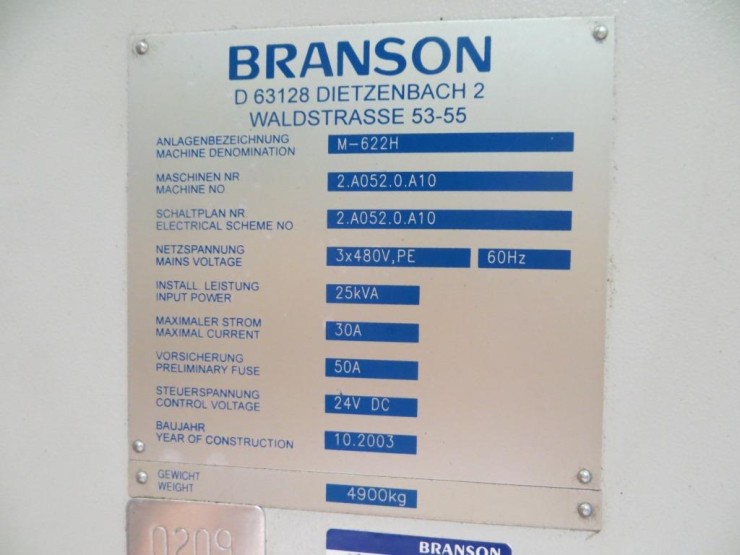 BRANSON
D 63128 DIETZENBACH 2
WALDSTRASSE 53-55
ANLAGENBEZEICHNUNG
MACHINE DENOMINATION
M-622H
MASCHINEN NR
MACHINE NO
2.A052.0.A10
SCHALTPLAN NR
ELECTRICAL SCHEME NO
2.A052.0.A10
NETZSPANNUNG
MAINS VOLTAGE
3x480V,PE 60Hz
INSTALL. LEISTUNG
INPUT POWER
25kVA
MAXIMALER STROM
MAXIMAL CURRENT
30A
VORSICHERUNG
PRELIMINARY FUSE
50A
STEUERSPANNUNG
CONTROL VOLTAGE
24V DC
BAUJAHR
YEAR OF CONSTRUCTION
10.2003
GEWICHT
WEIGHT
4900kg
0209
BRANSON